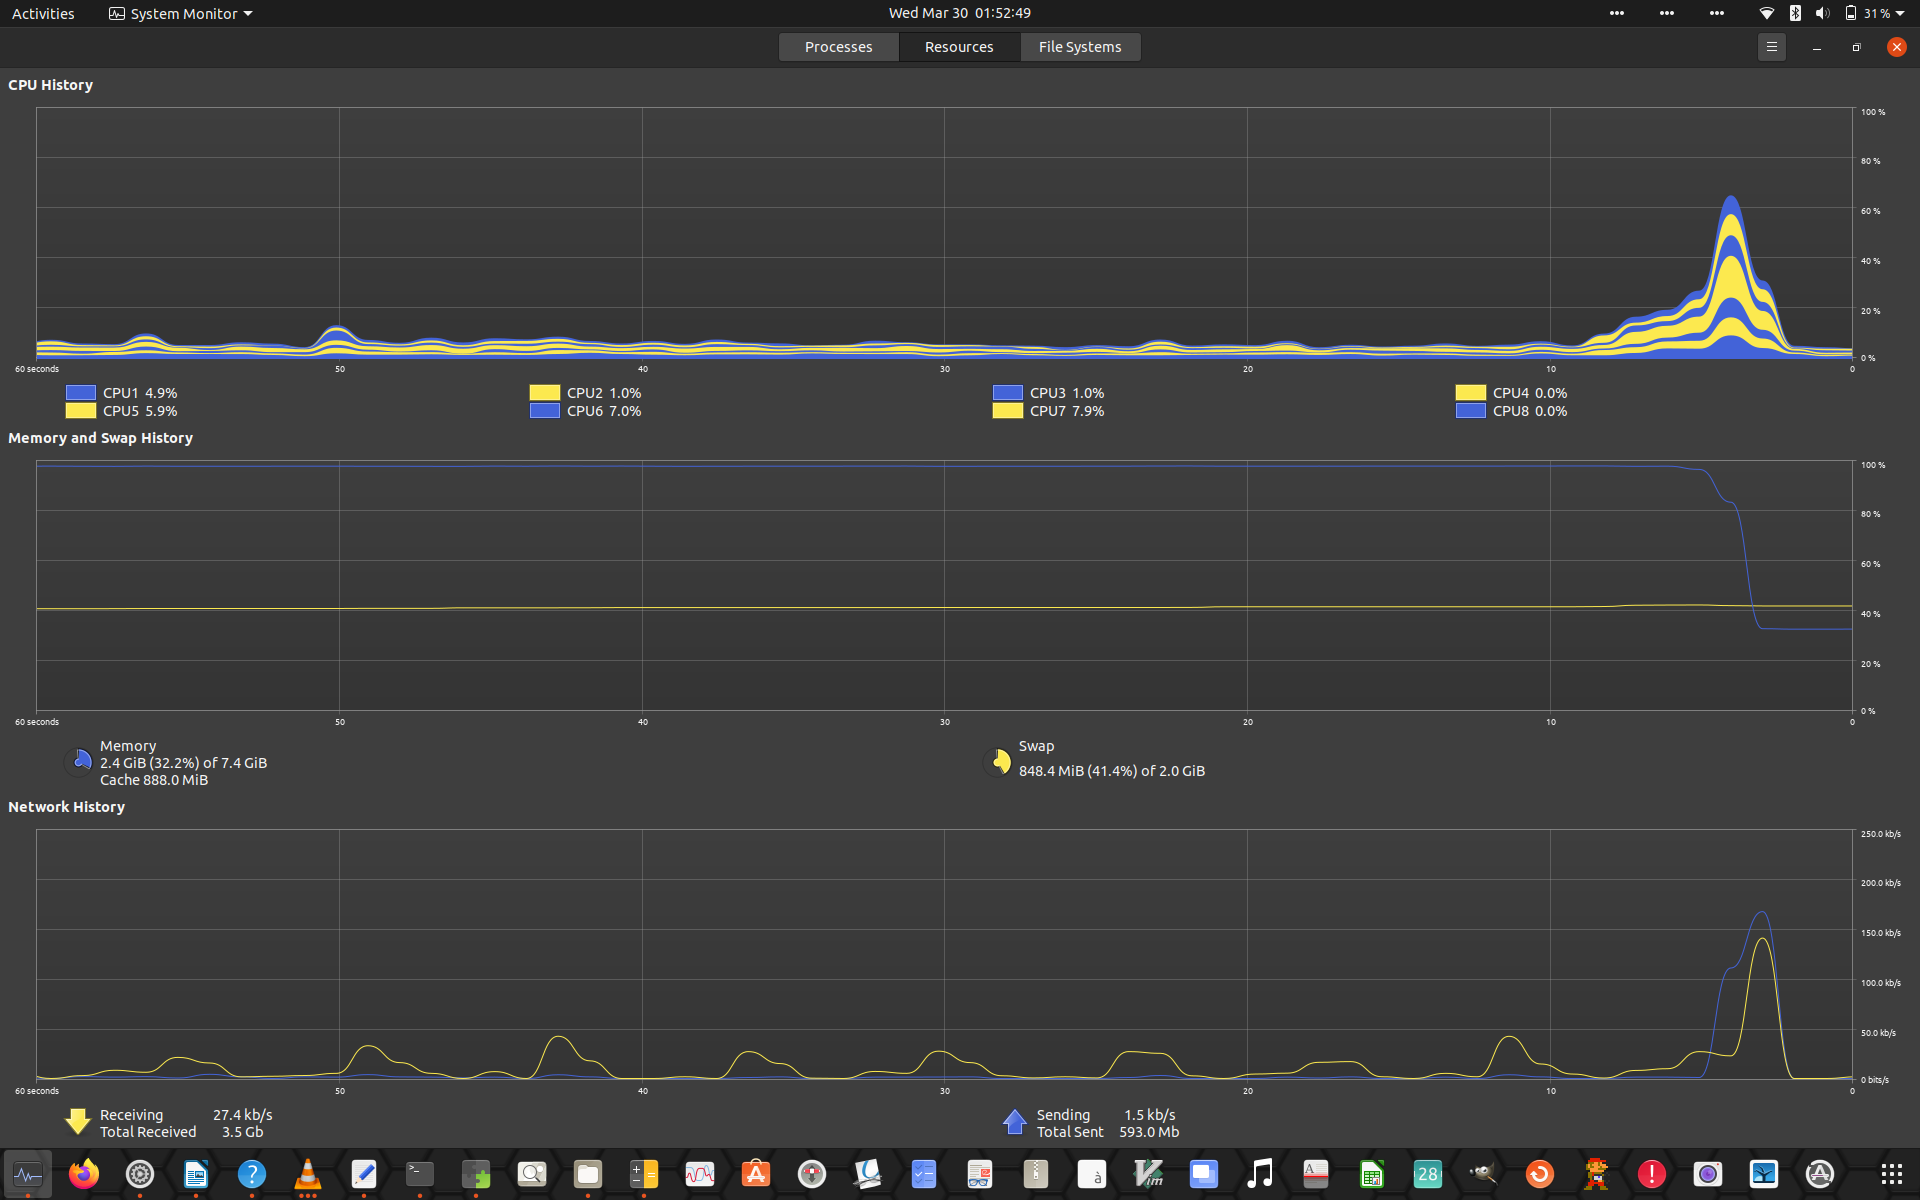 Activities System Monitor Wed Mar 30 01:52:49 31 %
Processes Resources File Systems
CPU History
100 %
80 %
60 %
40 %
20 %
0 %
60 seconds 50 40 30 20 10 0
CPU1 4.9% CPU2 1.0% CPU3 1.0% CPU4 0.0%
CPU5 5.9% CPU6 7.0% CPU7 7.9% CPU8 0.0%
Memory and Swap History
100 %
80 %
60 %
40 %
20 %
0 %
60 seconds 50 40 30 20 10 0
Memory
2.4 GiB (32.2%) of 7.4 GiB
Cache 888.0 MiB
Swap
848.4 MiB (41.4%) of 2.0 GiB
Network History
250.0 kb/s
200.0 kb/s
150.0 kb/s
100.0 kb/s
50.0 kb/s
0 bits/s
60 seconds 50 40 30 20 10 0
Receiving 27.4 kb/s
Total Received 3.5 Gb
Sending 1.5 kb/s
Total Sent 593.0 Mb
? >_ à Vim A 28 !